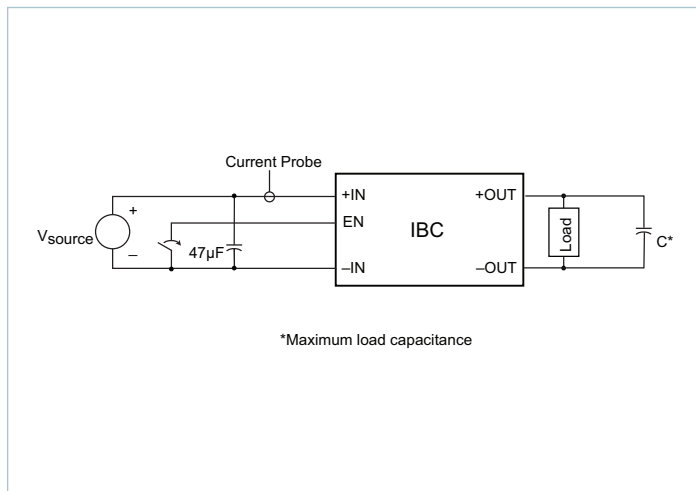 Current Probe
+IN
+OUT
+
EN
Vsource
IBC
Load
47µF
C*
–
–IN
–OUT
*Maximum load capacitance